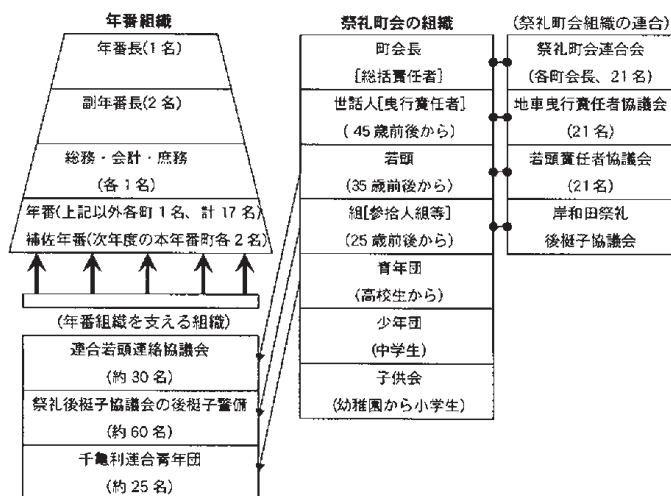 年番組織
年番長(1名)
副年番長(2名)
総務・会計・庶務
(各1名)
年番(上記以外各町1名、計17名)
補佐年番(次年度の本年番町各2名)
(年番組織を支える組織)
連合若頭連絡協議会
(約30名)
祭礼後梃子協議会の後梃子警備
(約60名)
千亀利連合青年団
(約25名)
祭礼町会の組織
町会長
[総括責任者]
世話人[曳行責任者]
(45歳前後から)
若頭
(35歳前後から)
組[参拾人組等]
(25歳前後から)
青年団
(高校生から)
少年団
(中学生)
子供会
(幼稚園から小学生)
(祭礼町会組織の連合)
祭礼町会連合会
(各町会長、21名)
地車曳行責任者協議会
(21名)
若頭責任者協議会
(21名)
岸和田祭礼
後梃子協議会